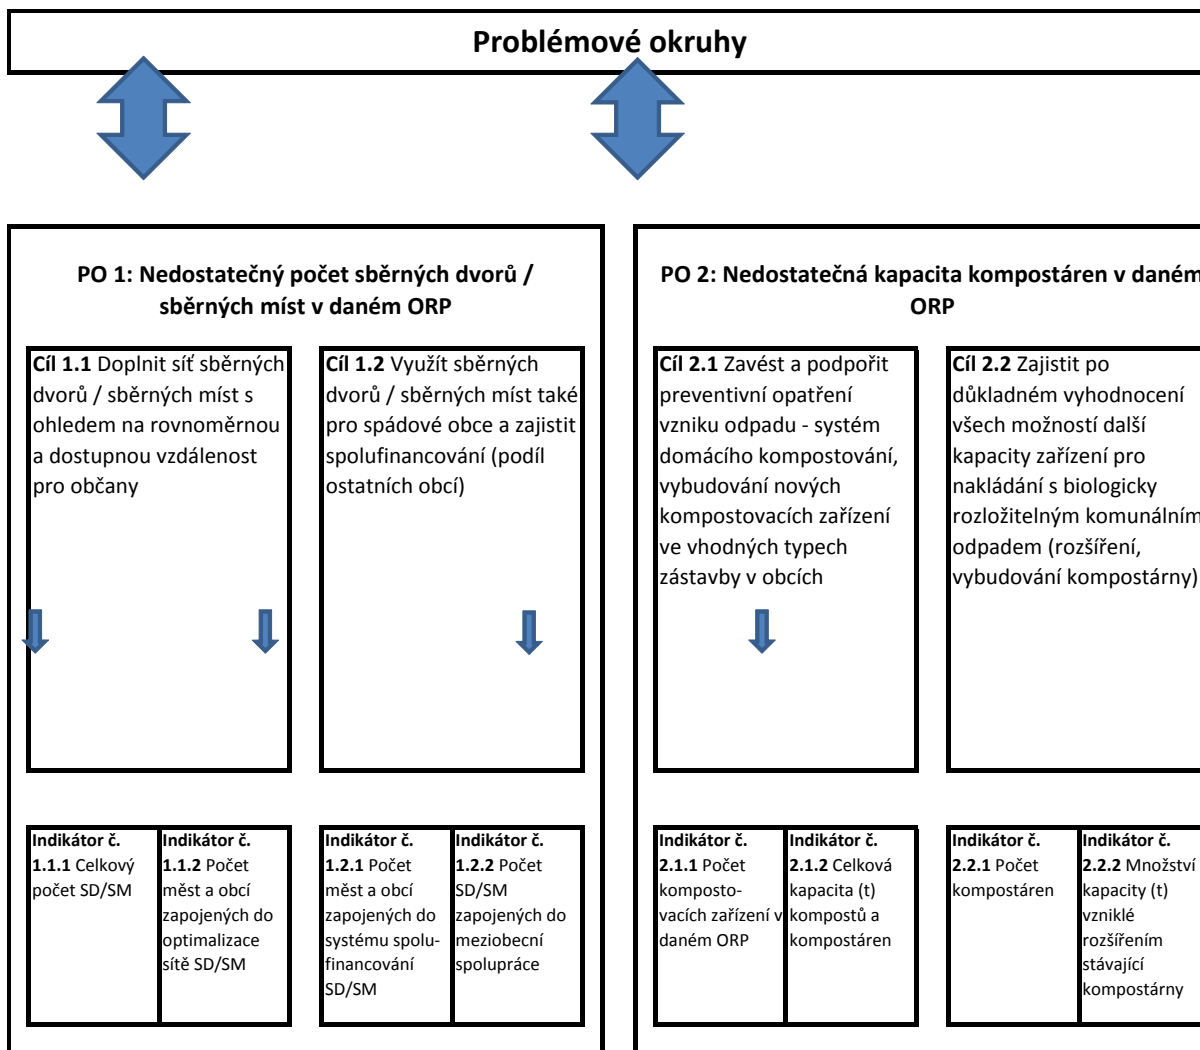 Problémové okruhy
PO 1: Nedostatečný počet sběrných dvorů /
sběrných míst v daném ORP
Cíl 1.1 Doplnit síť sběrných
dvorů / sběrných míst s
ohledem na rovnoměrnou
a dostupnou vzdálenost
pro občany
Cíl 1.2 Využít sběrných
dvorů / sběrných míst také
pro spádové obce a zajistit
spolufinancování (podíl
ostatních obcí)
Indikátor č.
1.1.1 Celkový
počet SD/SM
Indikátor č.
1.1.2 Počet
měst a obcí
zapojených do
optimalizace
sítě SD/SM
Indikátor č.
1.2.1 Počet
měst a obcí
zapojených do
systému spolu-
financování
SD/SM
Indikátor č.
1.2.2 Počet
SD/SM
zapojených do
meziobecní
spolupráce
PO 2: Nedostatečná kapacita kompostáren v daném
ORP
Cíl 2.1 Zavést a podpořit
preventivní opatření
vzniku odpadu - systém
domácího kompostování,
vybudování nových
kompostovacích zařízení
ve vhodných typech
zástavby v obcích
Cíl 2.2 Zajistit po
důkladném vyhodnocení
všech možností další
kapacity zařízení pro
nakládání s biologicky
rozložitelným komunálním
odpadem (rozšíření,
vybudování kompostárny)
Indikátor č.
2.1.1 Počet
komposto-
vacích zařízení v
daném ORP
Indikátor č.
2.1.2 Celková
kapacita (t)
kompostů a
kompostáren
Indikátor č.
2.2.1 Počet
kompostáren
Indikátor č.
2.2.2 Množství
kapacity (t)
vzniklé
rozšířením
stávající
kompostárny